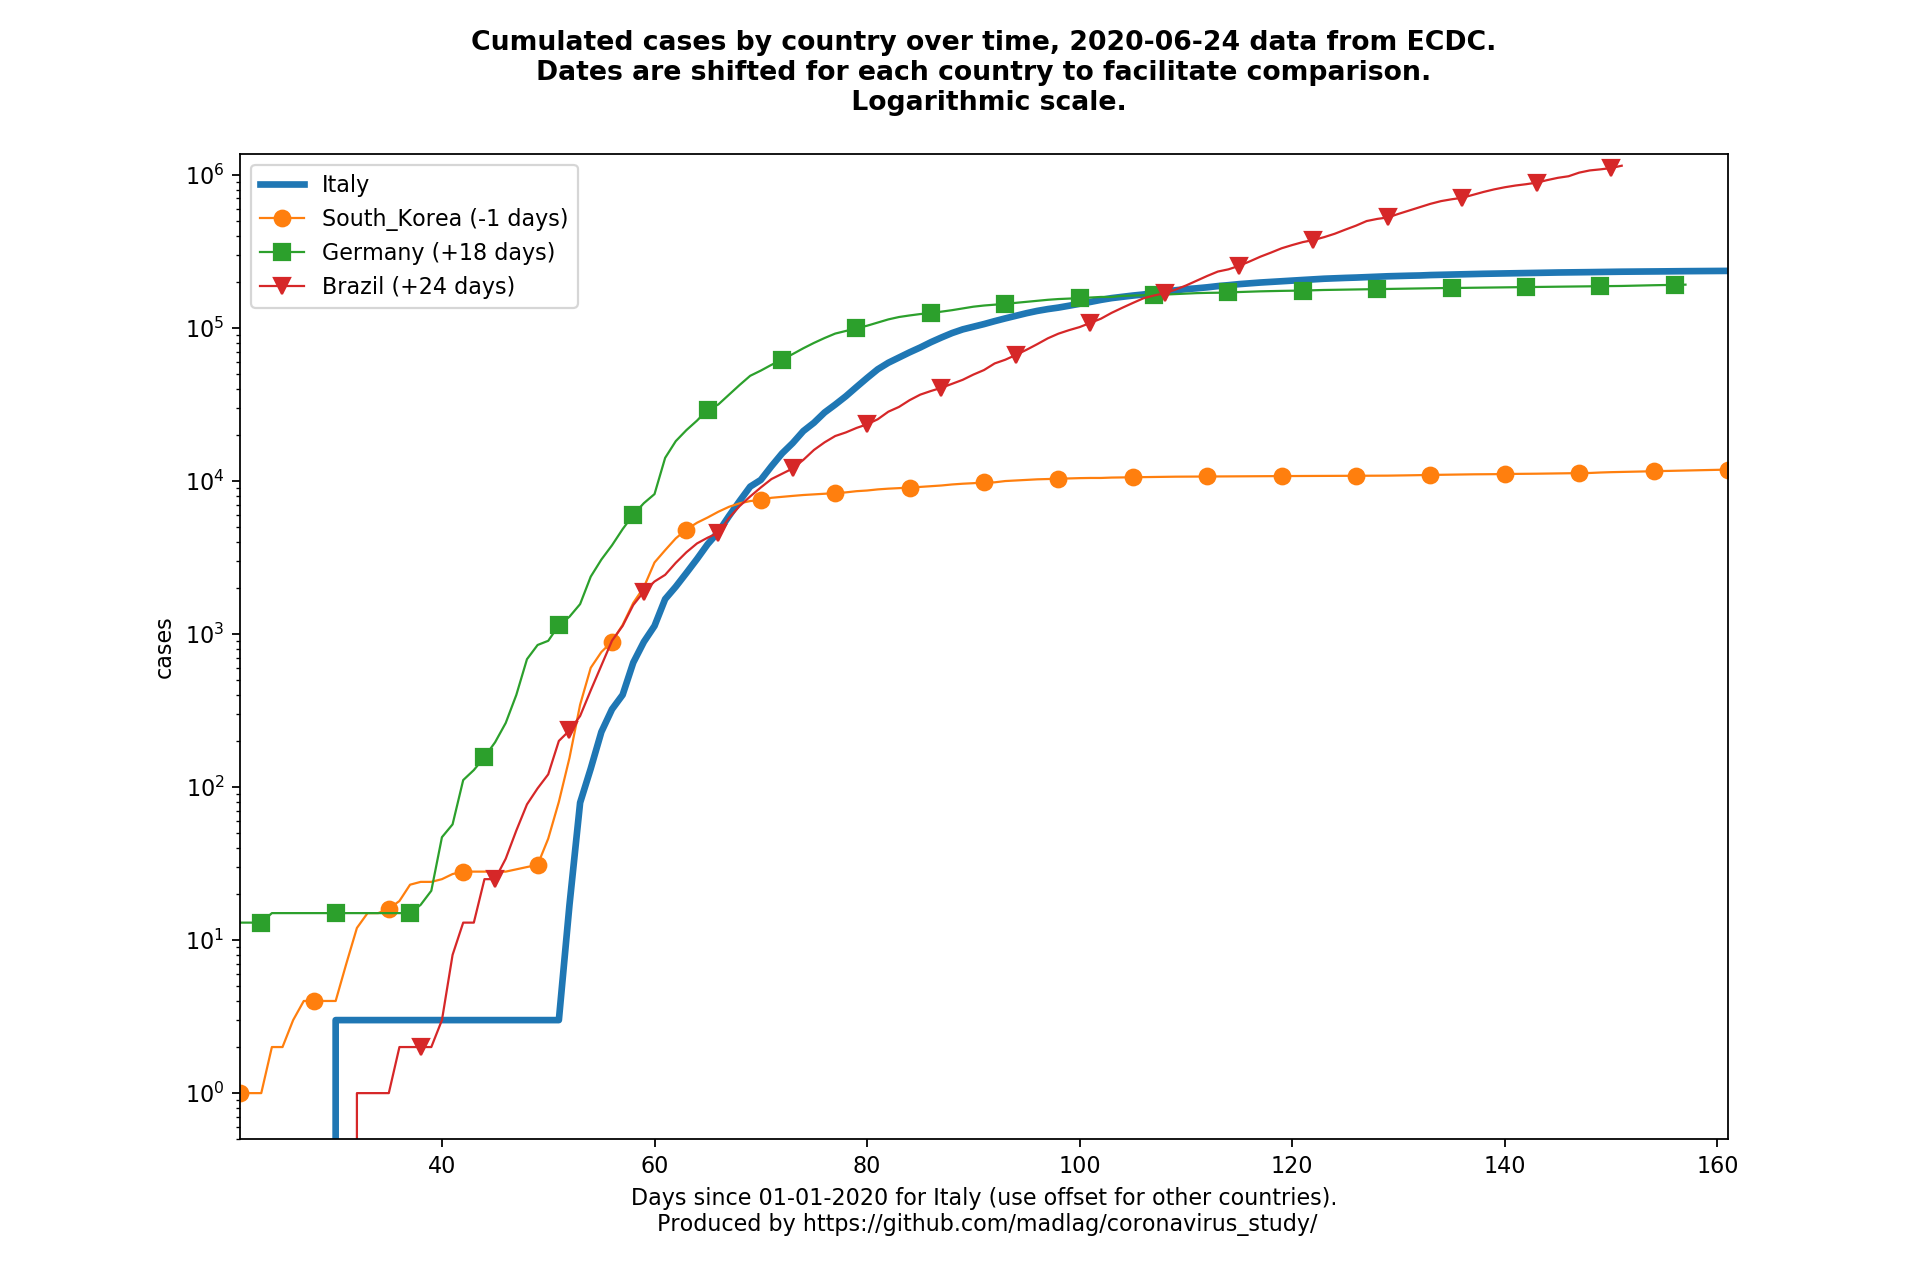 Cumulated cases by country over time, 2020-06-24 data from ECDC.
Dates are shifted for each country to facilitate comparison.
Logarithmic scale.
10^6
10^5
10^4
10^3
10^2
10^1
10^0
cases
Italy
South_Korea (-1 days)
Germany (+18 days)
Brazil (+24 days)
40 60 80 100 120 140 160
Days since 01-01-2020 for Italy (use offset for other countries).
Produced by https://github.com/madlag/coronavirus_study/